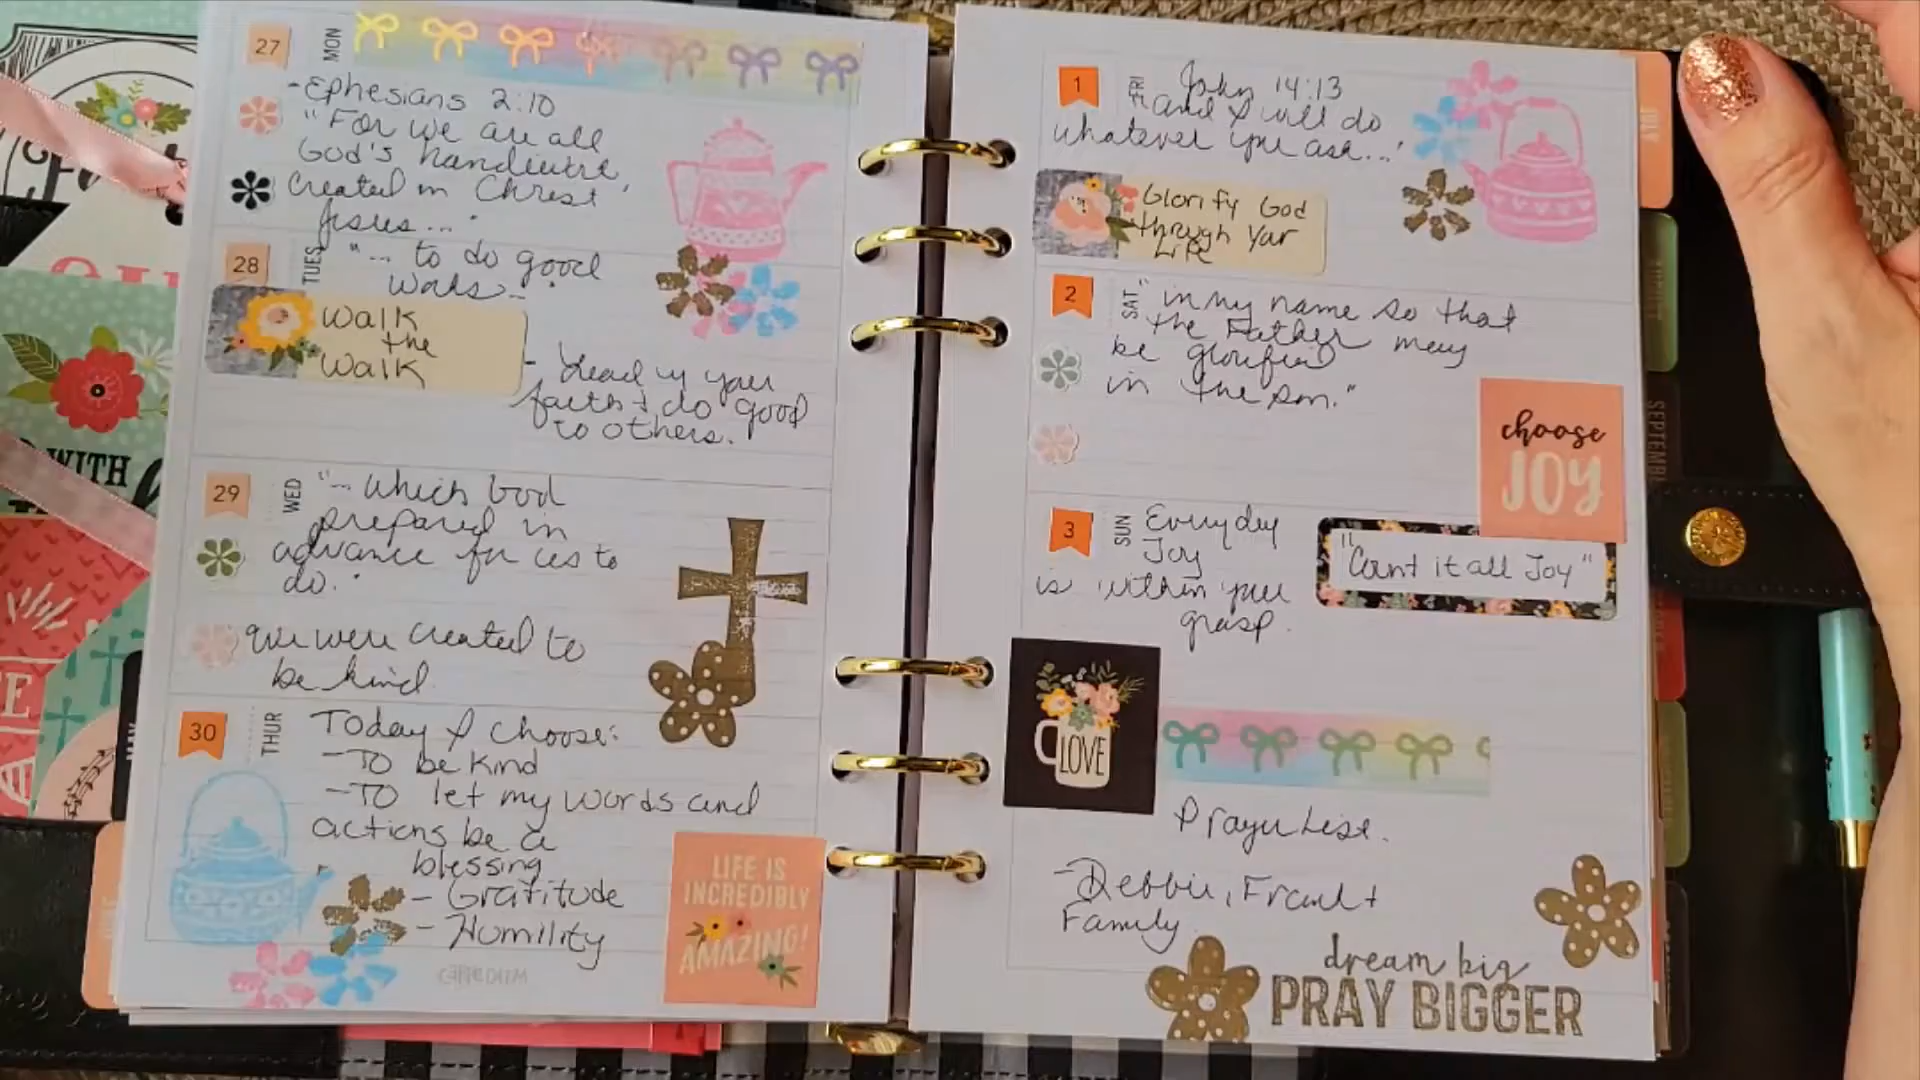 27
MON
-Ephesians 2:10
"For we are all
God's handiwork,
Created in Christ
Jesus..."
28
TUES
"... to do good
works..."
Walk
the
Walk
- Lead in your
faith + do good
to others.
29
WED
"... which God
prepared in
advance for us to
do."
We were created to
be kind
30
THUR
Today I choose:
-To be kind
-To let my words and
actions be a
blessing
- Gratitude
- Humility
CARPE DIEM
LIFE IS
INCREDIBLY
AMAZING!
1
FRI
John 14:13
"and I will do
whatever you ask..."
Glorify God
through Your
Life
2
SAT
"in my name so that
the Father may
be glorified
in the son."
choose
JOY
3
SUN
Everyday
Joy
is within your
grasp.
"Count it all Joy"
LOVE
Prayer List.
-Debbie, Frank +
Family
dream big
PRAY BIGGER
WITH
SEPTEMB